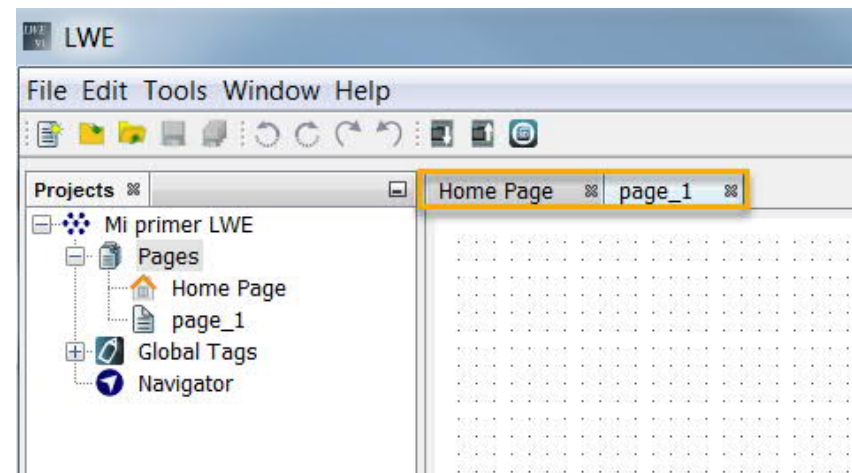 LWE
File Edit Tools Window Help
Projects
Home Page page_1
Mi primer LWE
Pages
Home Page
page_1
Global Tags
Navigator